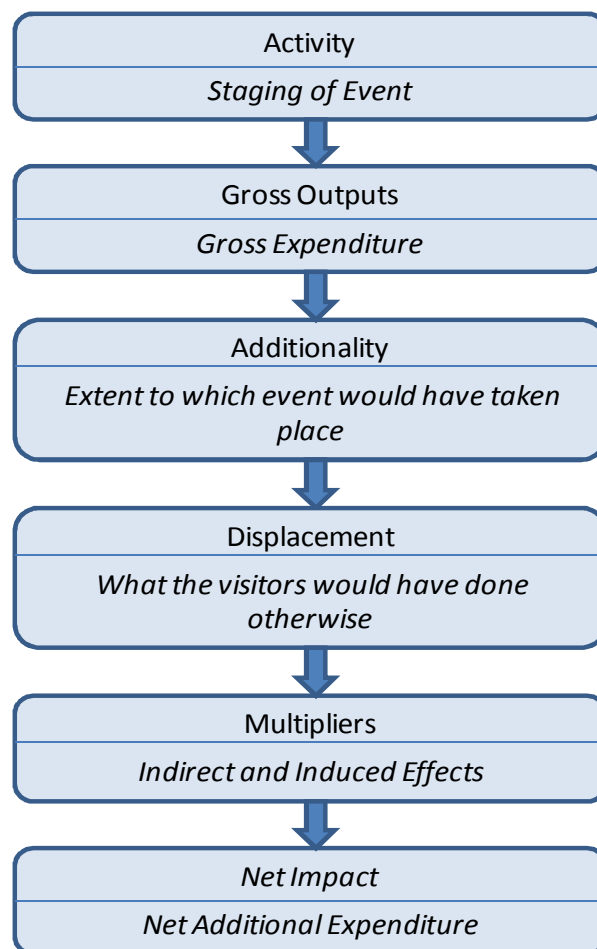 Activity
Staging of Event
Gross Outputs
Gross Expenditure
Additionality
Extent to which event would have taken
place
Displacement
What the visitors would have done
otherwise
Multipliers
Indirect and Induced Effects
Net Impact
Net Additional Expenditure